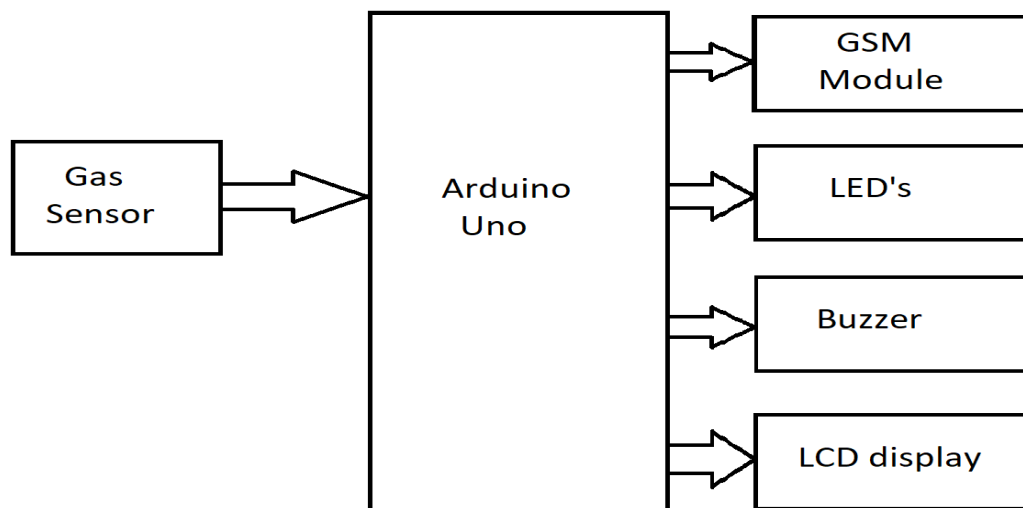 Gas
Sensor
Arduino
Uno
GSM
Module
LED's
Buzzer
LCD display